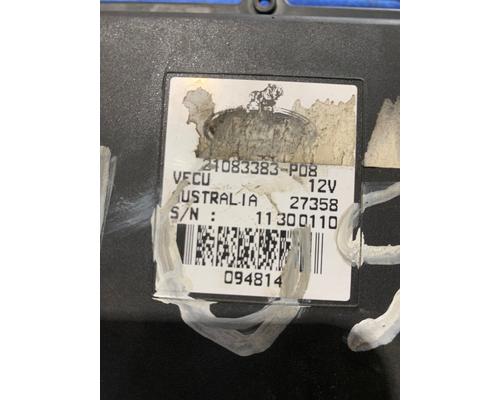 21083383-P08
VECU 12V
AUSTRALIA 27358
S/N : 11300110
094814